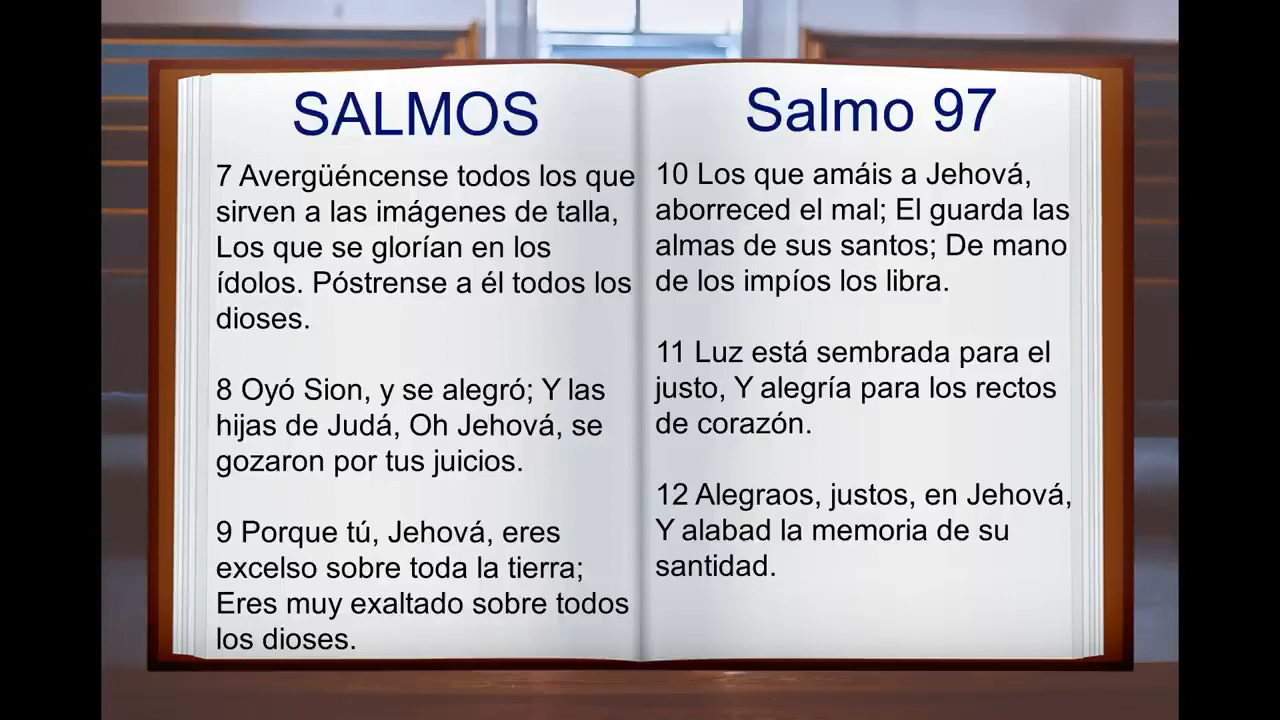 SALMOS
7 Avergüéncense todos los que
sirven a las imágenes de talla,
Los que se glorían en los
ídolos. Póstrense a él todos los
dioses.
8 Oyó Sion, y se alegró; Y las
hijas de Judá, Oh Jehová, se
gozaron por tus juicios.
9 Porque tú, Jehová, eres
excelso sobre toda la tierra;
Eres muy exaltado sobre todos
los dioses.
Salmo 97
10 Los que amáis a Jehová,
aborreced el mal; El guarda las
almas de sus santos; De mano
de los impíos los libra.
11 Luz está sembrada para el
justo, Y alegría para los rectos
de corazón.
12 Alegraos, justos, en Jehová,
Y alabad la memoria de su
santidad.